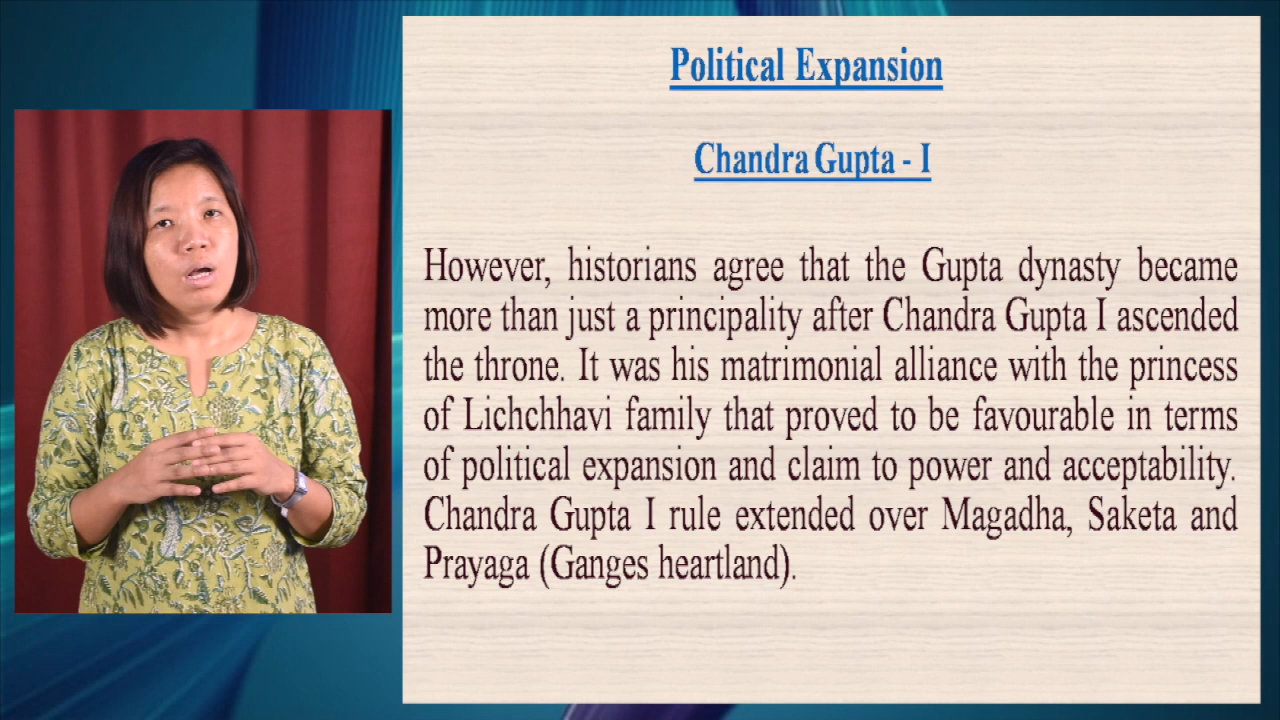 Political Expansion
Chandra Gupta - I
However, historians agree that the Gupta dynasty became
more than just a principality after Chandra Gupta I ascended
the throne. It was his matrimonial alliance with the princess
of Lichchhavi family that proved to be favourable in terms
of political expansion and claim to power and acceptability.
Chandra Gupta I rule extended over Magadha, Saketa and
Prayaga (Ganges heartland).